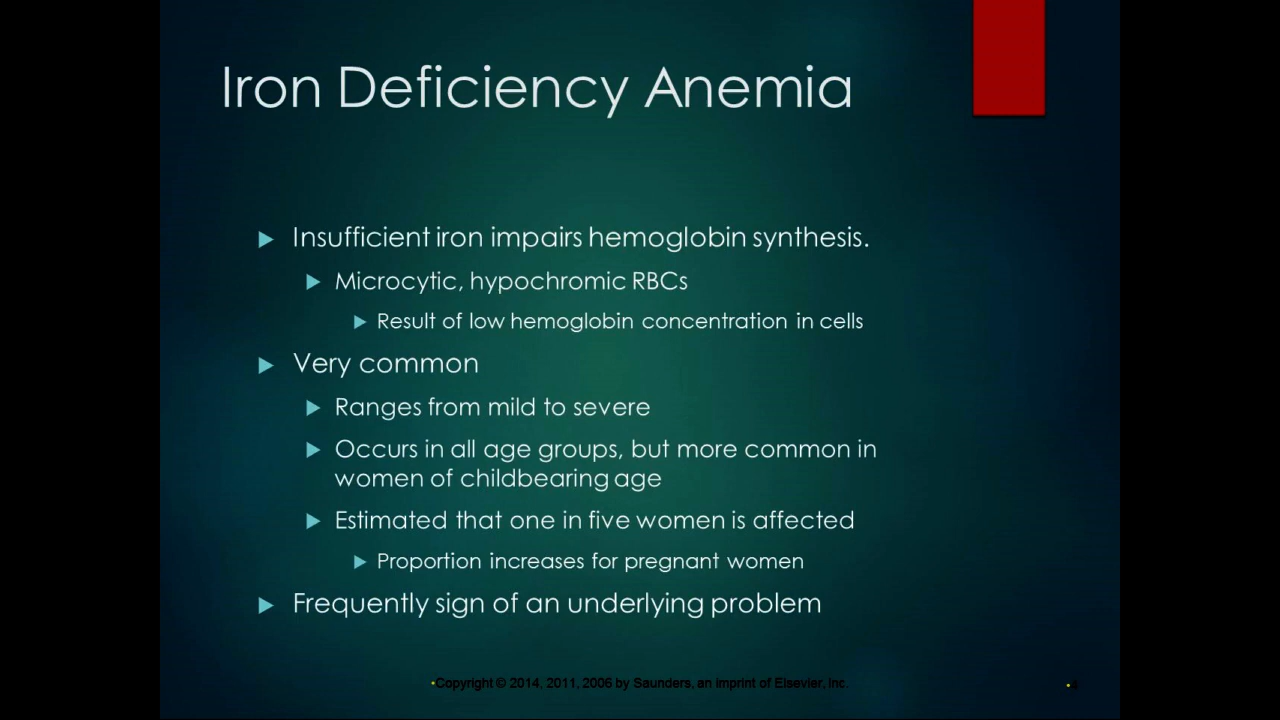 Iron Deficiency Anemia
Insufficient iron impairs hemoglobin synthesis.
Microcytic, hypochromic RBCs
Result of low hemoglobin concentration in cells
Very common
Ranges from mild to severe
Occurs in all age groups, but more common in
women of childbearing age
Estimated that one in five women is affected
Proportion increases for pregnant women
Frequently sign of an underlying problem
•Copyright © 2014, 2011, 2006 by Saunders, an imprint of Elsevier, Inc.